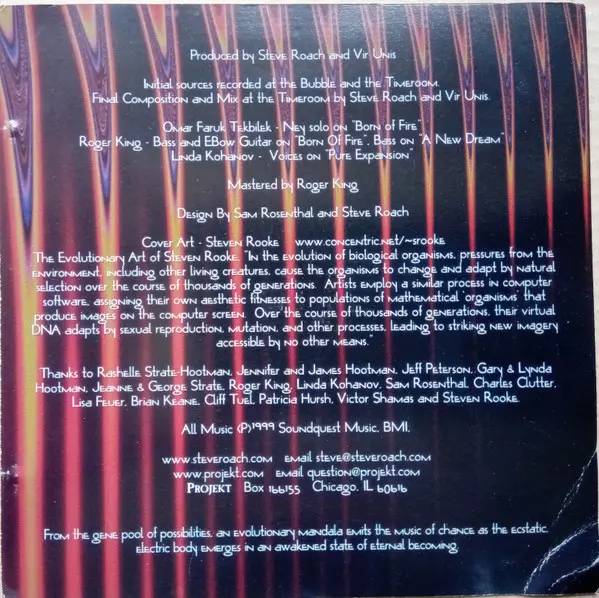 Produced by Steve Roach and Vir Unis
Initial sources recorded at the Bubble and the Timeroom.
Final Composition and Mix at the Timeroom by Steve Roach and Vir Unis.
Omar Faruk Tekbilek - Ney solo on "Born of Fire"
Roger King - Bass and EBow Guitar on "Born Of Fire", Bass on "A New Dream"
Linda Kohanov - Voices on "Pure Expansion"
Mastered by Roger King
Design By Sam Rosenthal and Steve Roach
Cover Art - Steven Rooke www.concentric.net/~srooke
The Evolutionary Art of Steven Rooke. "In the evolution of biological organisms, pressures from the
environment, including other living creatures, cause the organisms to change and adapt by natural
selection over the course of thousands of generations. Artists employ a similar process in computer
software, assigning their own aesthetic fitnesses to populations of mathematical 'organisms' that
produce images on the computer screen. Over the course of thousands of generations, their virtual
DNA adapts by sexual reproduction, mutation, and other processes, leading to striking new imagery
accessible by no other means."
Thanks to Rashelle Strate-Hootman, Jennifer and James Hootman, Jeff Peterson, Gary & Lynda
Hootman, Jeanne & George Strate, Roger King, Linda Kohanov, Sam Rosenthal, Charles Clutter,
Lisa Feuer, Brian Keane, Cliff Tuel, Patricia Hursh, Victor Shamas and Steven Rooke.
All Music (P)1999 Soundquest Music, BMI.
www.steveroach.com email steve@steveroach.com
www.projekt.com email question@projekt.com
Projekt Box 166155 Chicago, IL 60616
From the gene pool of possibilities, an evolutionary mandala emits the music of chance as the ecstatic,
electric body emerges in an awakened state of eternal becoming.